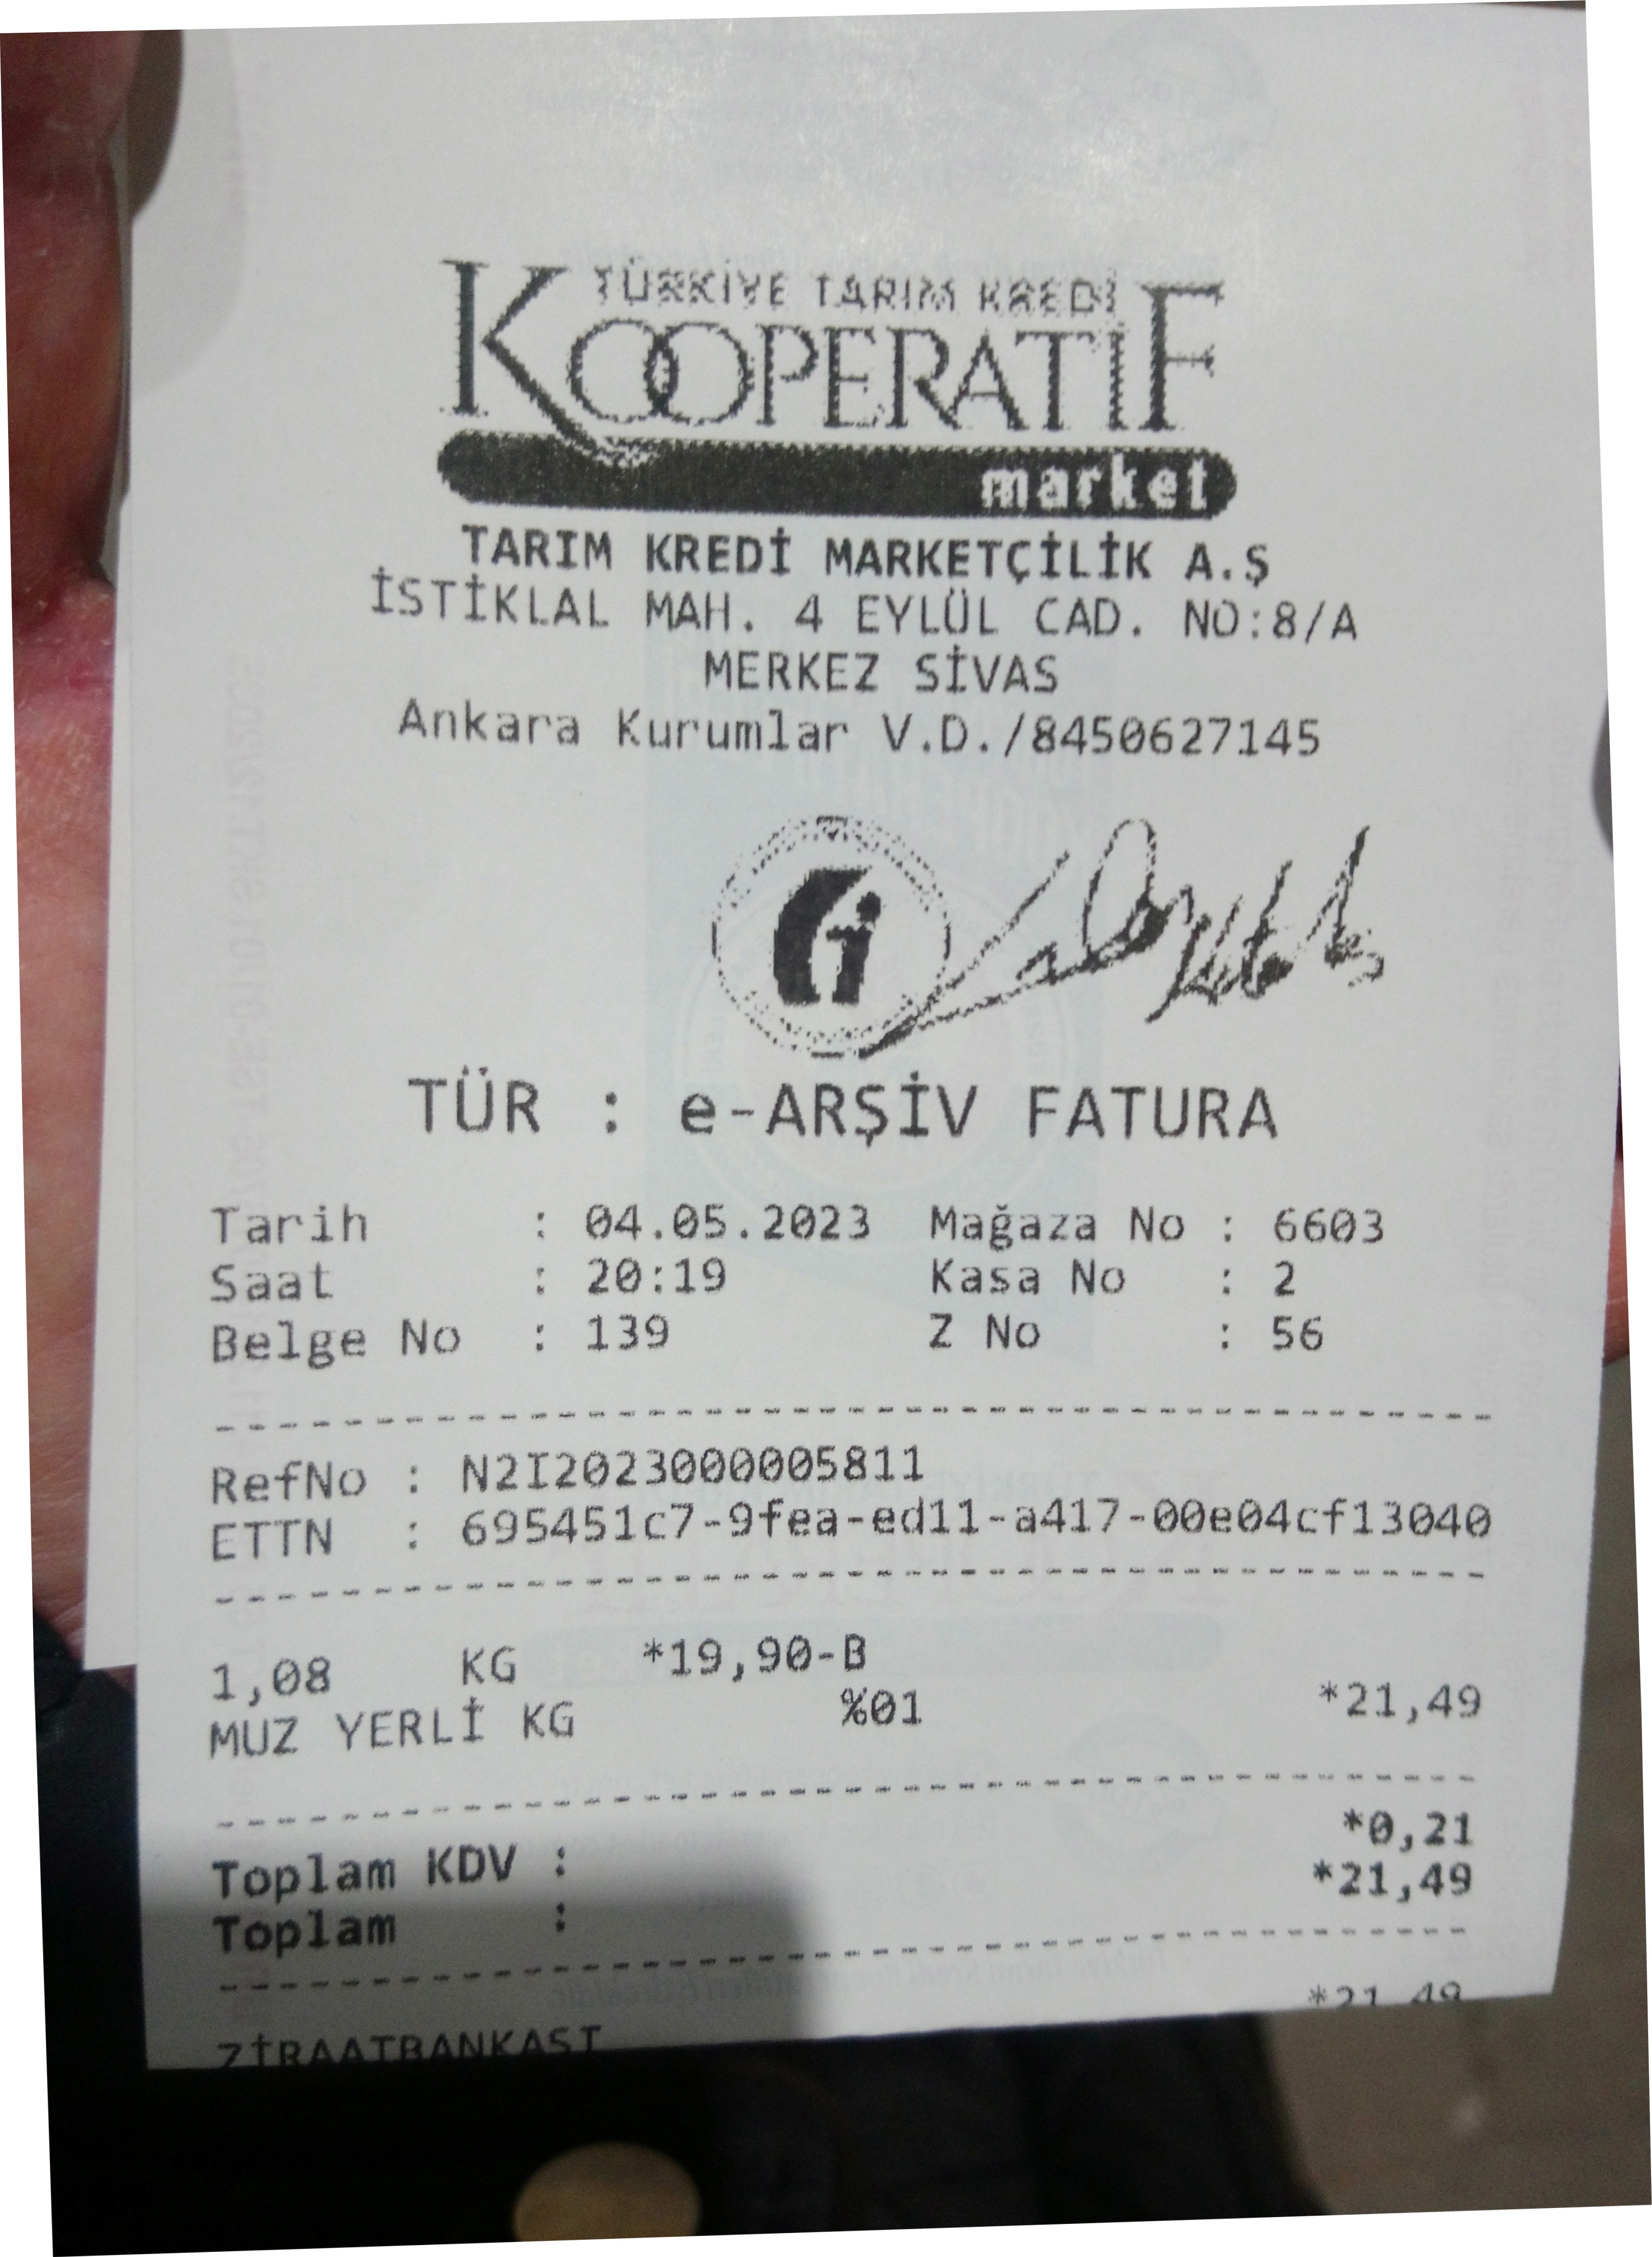 TÜRKİYE TARIM KREDİ
KOOPERATİF
market
TARIM KREDİ MARKETÇİLİK A.Ş
İSTİKLAL MAH. 4 EYLÜL CAD. NO:8/A
MERKEZ SİVAS
Ankara Kurumlar V.D./8450627145
TÜR : e-ARŞİV FATURA
Tarih : 04.05.2023 Mağaza No : 6603
Saat : 20:19 Kasa No : 2
Belge No : 139 Z No : 56
RefNo : N2I2023000005811
ETTN : 695451c7-9fea-ed11-a417-00e04cf13040
1,08 KG *19,90-B
MUZ YERLİ KG %01 *21,49
Toplam KDV : *0,21
Toplam : *21,49
ZİRAATBANKASI *21,49